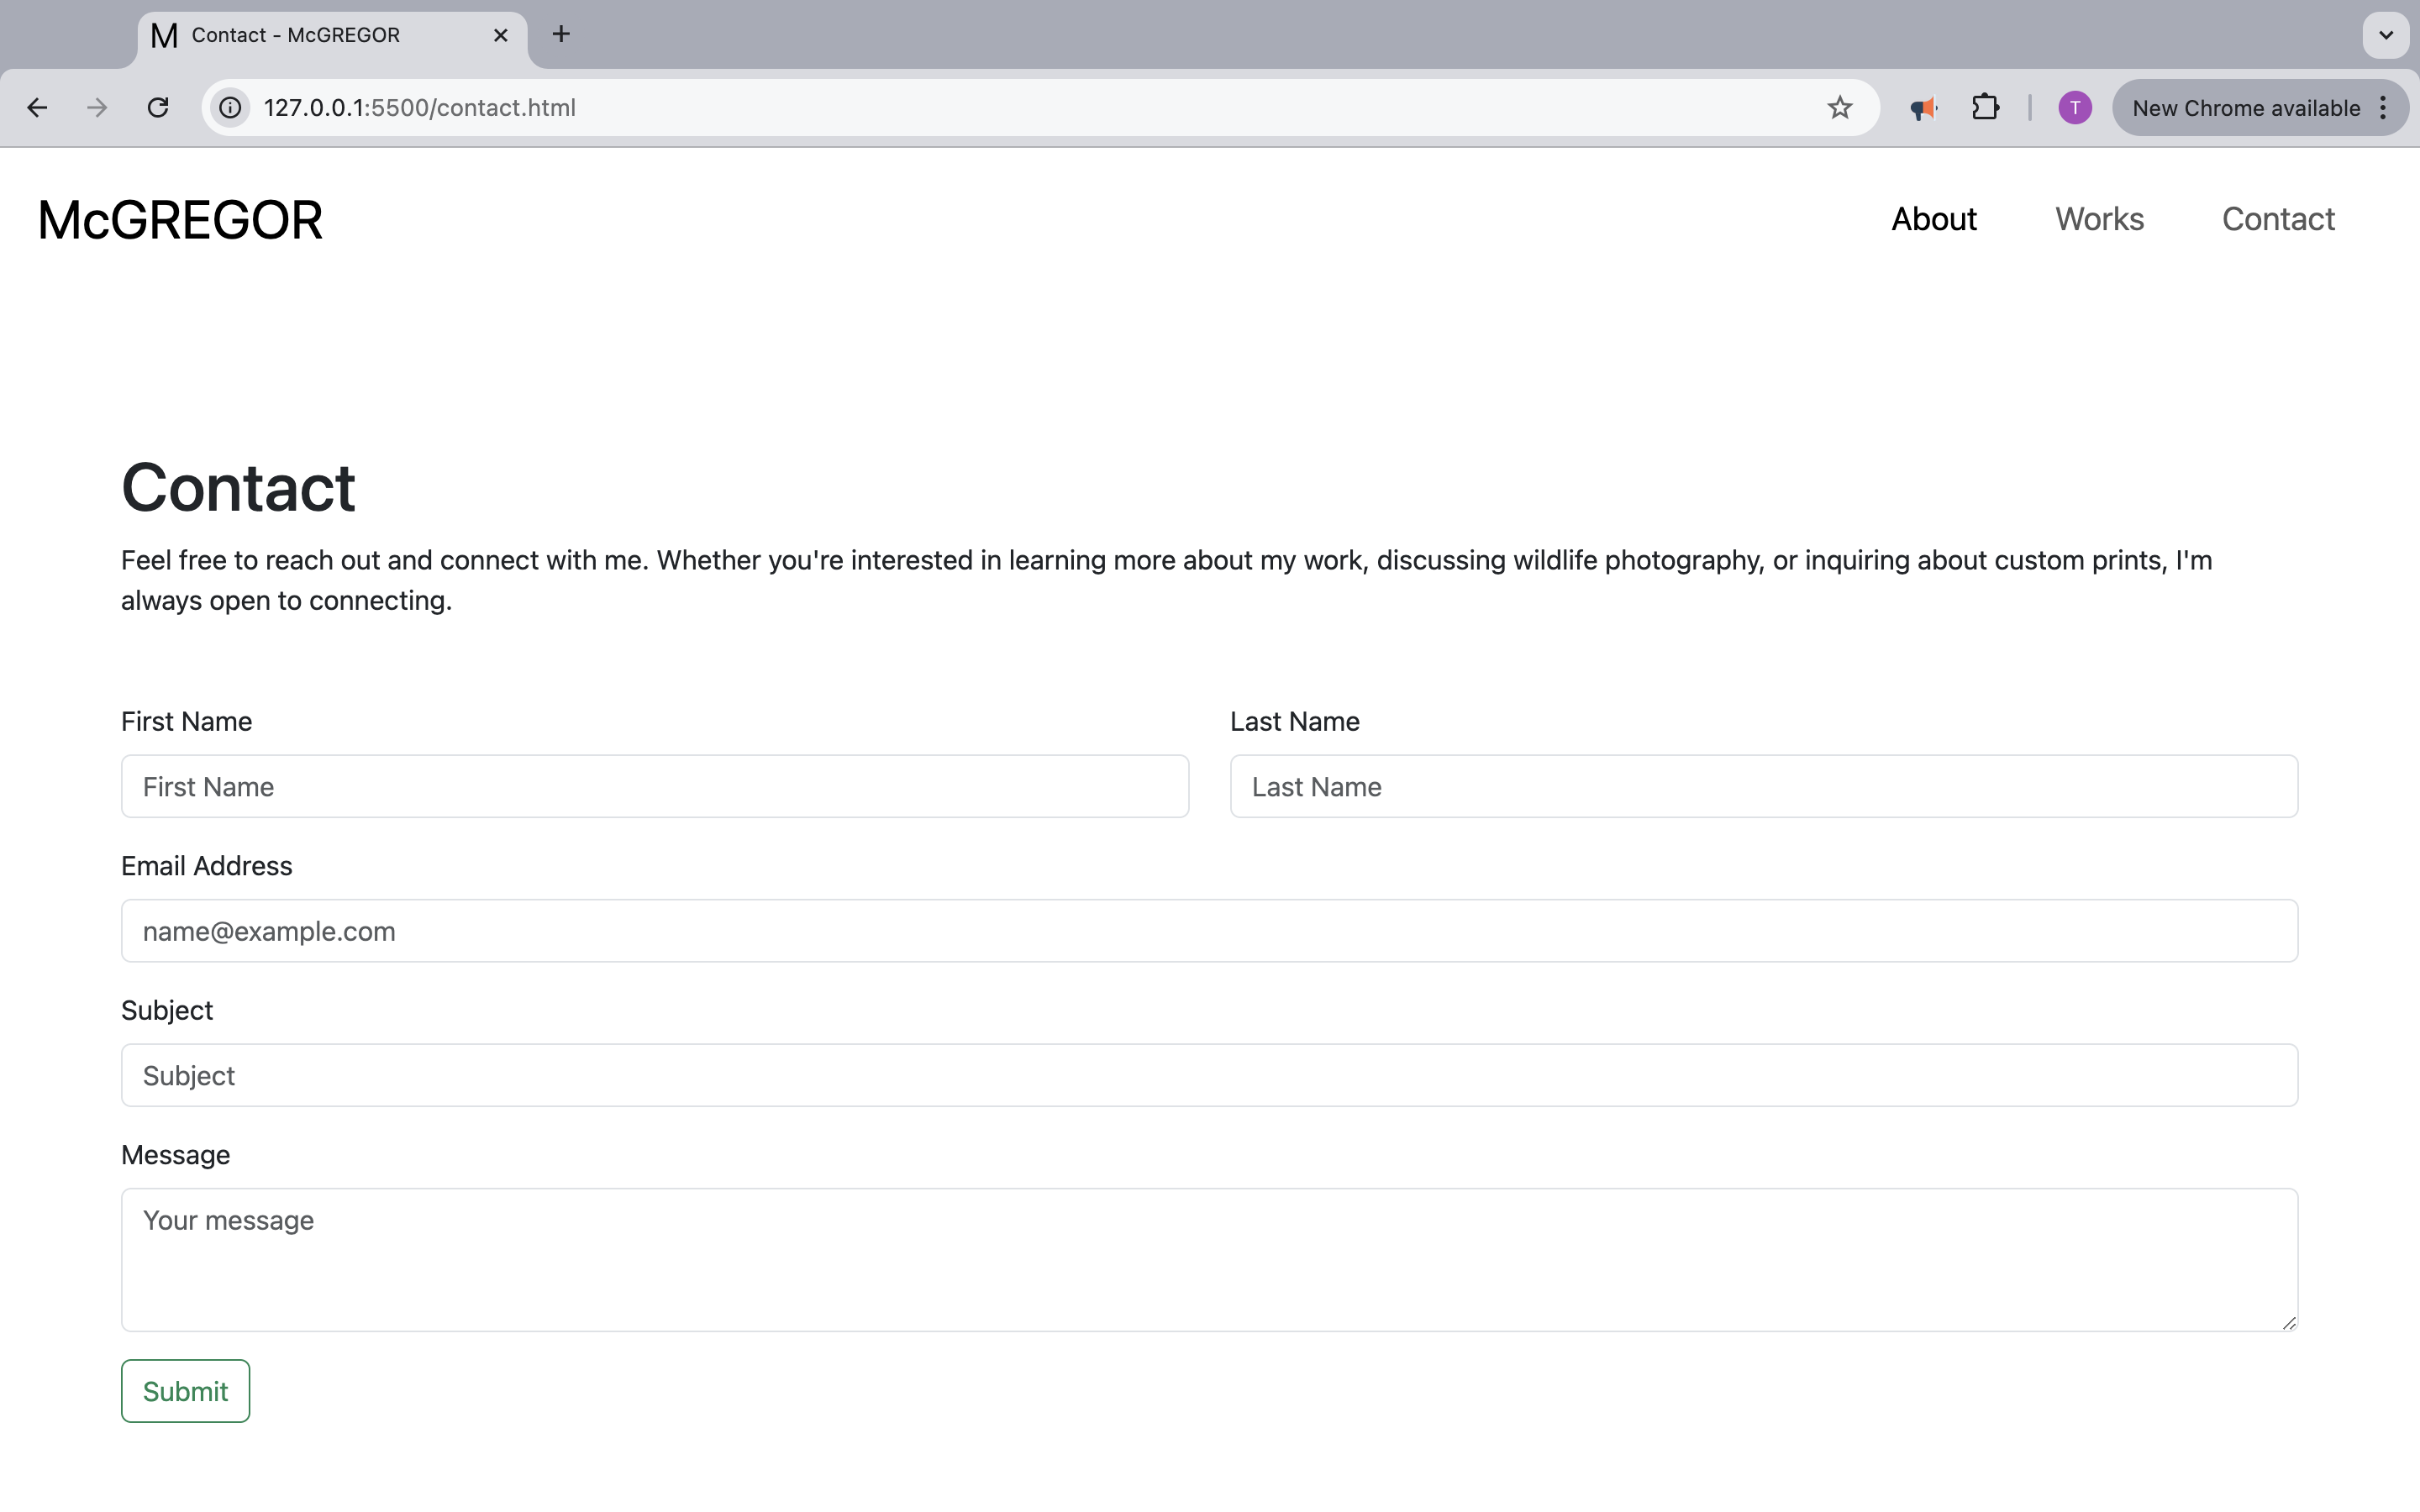 M Contact - McGREGOR
127.0.0.1:5500/contact.html
T
New Chrome available
McGREGOR
About Works Contact
Contact
Feel free to reach out and connect with me. Whether you're interested in learning more about my work, discussing wildlife photography, or inquiring about custom prints, I'm
always open to connecting.
First Name
Last Name
First Name
Last Name
Email Address
name@example.com
Subject
Subject
Message
Your message
Submit